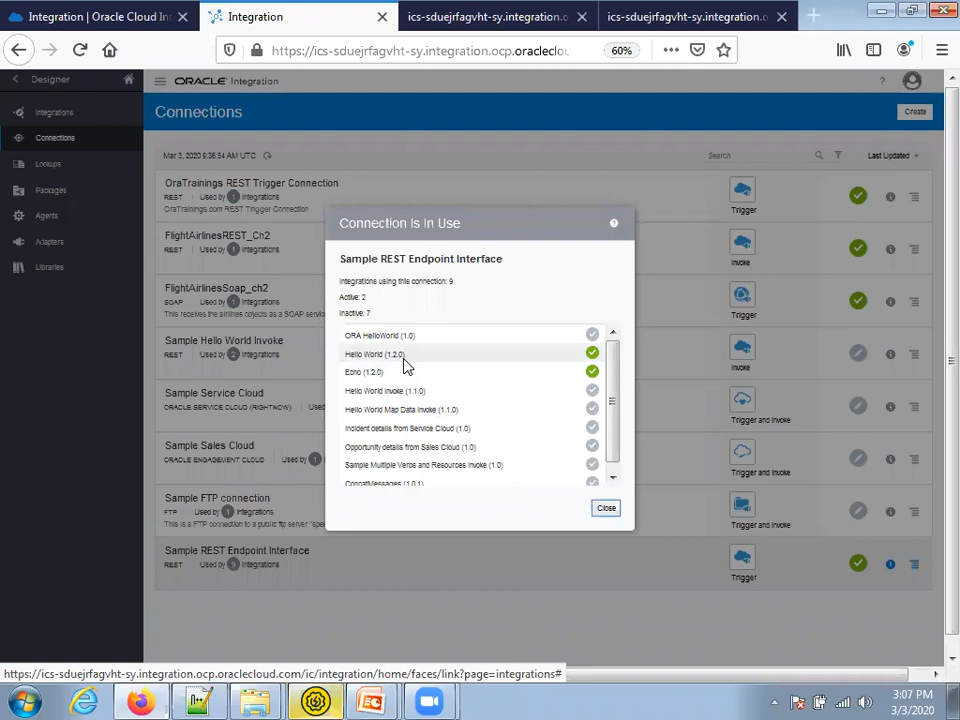 Integration | Oracle Cloud In
Integration
ics-sduejrfagvht-sy.integration.o
ics-sduejrfagvht-sy.integration.o
https://ics-sduejrfagvht-sy.integration.ocp.oracleclou
60%
Designer
ORACLE Integration
?
Integrations
Connections
Create
Connections
Lookups
Mar 3, 2020 9:36:54 AM UTC
Search
Last Updated
Packages
OraTrainings REST Trigger Connection
REST Used by 1 Integrations
OraTrainings.com REST Trigger Connection
Trigger
Agents
FlightAirlinesREST_Ch2
REST Used by 1 Integrations
Invoke
Adapters
Libraries
FlightAirlinesSoap_ch2
SOAP Used by 1 Integrations
This receives the airlines objects as a SOAP servic
Trigger
Sample Hello World Invoke
REST Used by 2 Integrations
Invoke
Sample Service Cloud
ORACLE SERVICE CLOUD (RIGHTNOW) Used
Trigger and Invoke
Sample Sales Cloud
ORACLE ENGAGEMENT CLOUD Used by 1
Trigger and Invoke
Sample FTP connection
FTP Used by 1 Integrations
This is a FTP connection to a public ftp server "spee
Trigger and Invoke
Sample REST Endpoint Interface
REST Used by 9 Integrations
Trigger
Connection Is In Use
?
Sample REST Endpoint Interface
Integrations using this connection: 9
Active: 2
Inactive: 7
ORA HelloWorld (1.0)
Hello World (1.2.0)
Echo (1.2.0)
Hello World Invoke (1.1.0)
Hello World Map Data Invoke (1.1.0)
Incident details from Service Cloud (1.0)
Opportunity details from Sales Cloud (1.0)
Sample Multiple Verbs and Resources Invoke (1.0)
ConcatMessages (1.0.1)
Close
https://ics-sduejrfagvht-sy.integration.ocp.oraclecloud.com/ic/integration/home/faces/link?page=integrations#
3:07 PM
3/3/2020